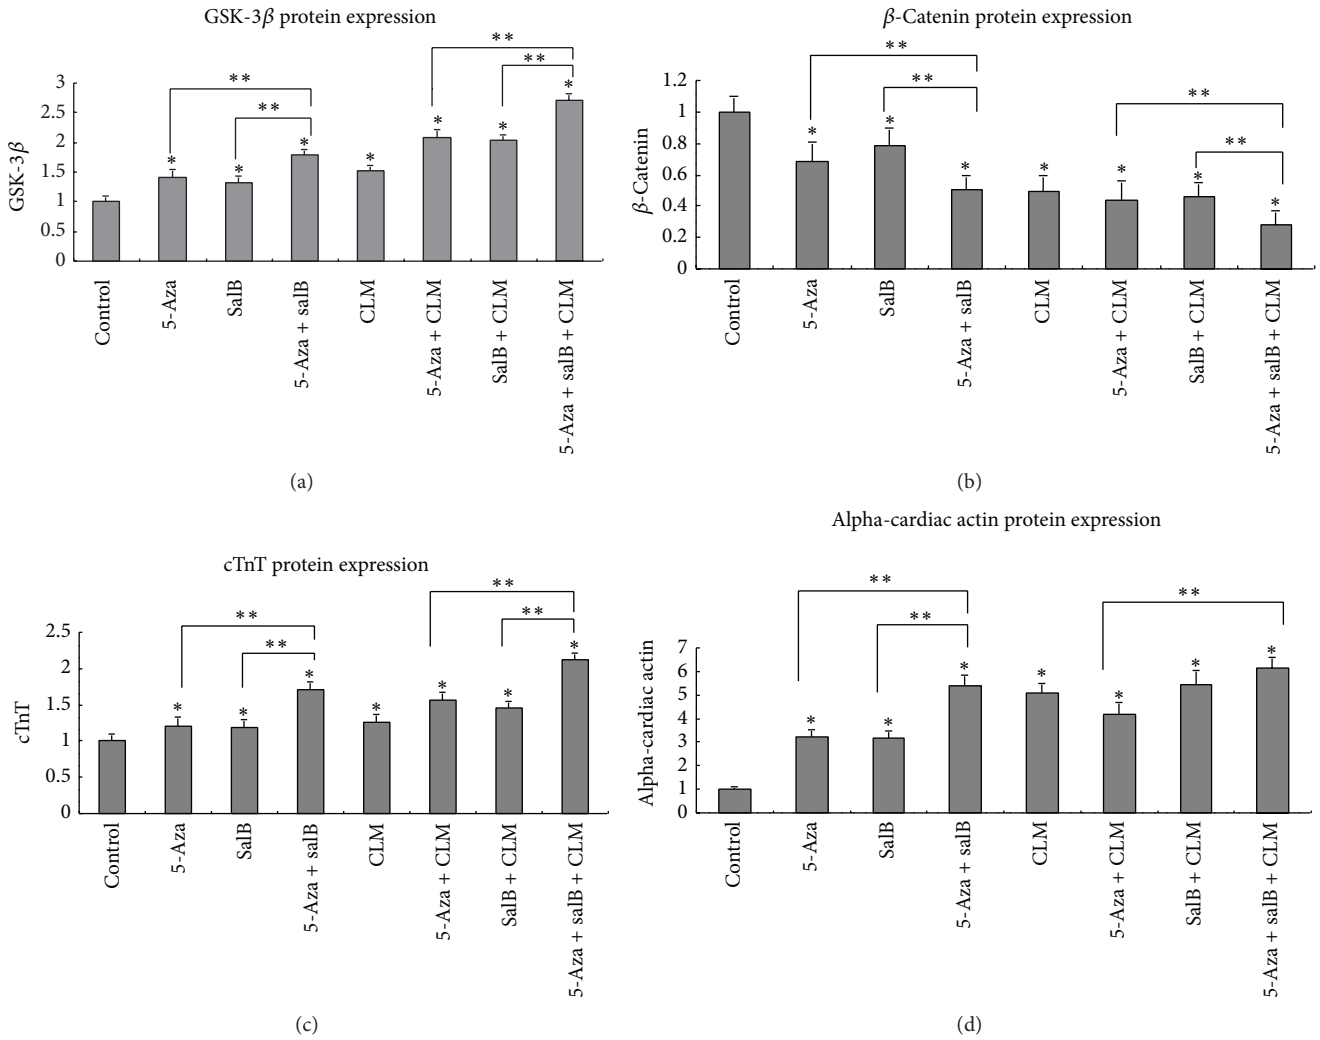 GSK-3β protein expression
GSK-3β
3
2.5
2
1.5
1
0.5
0
* * * * * * *
** ** ** **
Control
5-Aza
SalB
5-Aza + salB
CLM
5-Aza + CLM
SalB + CLM
5-Aza + salB + CLM
(a)
β-Catenin protein expression
β-Catenin
1.2
1
0.8
0.6
0.4
0.2
0
* * * * * * *
** ** ** **
Control
5-Aza
SalB
5-Aza + salB
CLM
5-Aza + CLM
SalB + CLM
5-Aza + salB + CLM
(b)
cTnT protein expression
cTnT
2.5
2
1.5
1
0.5
0
* * * * * * *
** ** ** **
Control
5-Aza
SalB
5-Aza + salB
CLM
5-Aza + CLM
SalB + CLM
5-Aza + salB + CLM
(c)
Alpha-cardiac actin protein expression
Alpha-cardiac actin
7
6
5
4
3
2
1
0
* * * * * * *
** ** **
Control
5-Aza
SalB
5-Aza + salB
CLM
5-Aza + CLM
SalB + CLM
5-Aza + salB + CLM
(d)